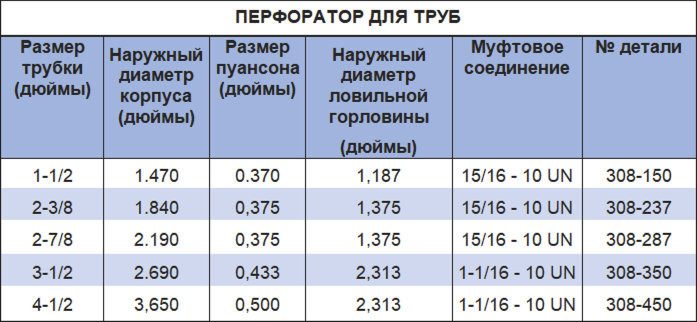 ПЕРФОРАТОР ДЛЯ ТРУБ
Размер трубки (дюймы) Наружный диаметр корпуса (дюймы) Размер пуансона (дюймы) Наружный диаметр ловильной горловины (дюймы) Муфтовое соединение № детали
1-1/2 1.470 0.370 1,187 15/16 - 10 UN 308-150
2-3/8 1.840 0,375 1,375 15/16 - 10 UN 308-237
2-7/8 2.190 0,375 1,375 15/16 - 10 UN 308-287
3-1/2 2.690 0,433 2,313 1-1/16 - 10 UN 308-350
4-1/2 3,650 0,500 2,313 1-1/16 - 10 UN 308-450